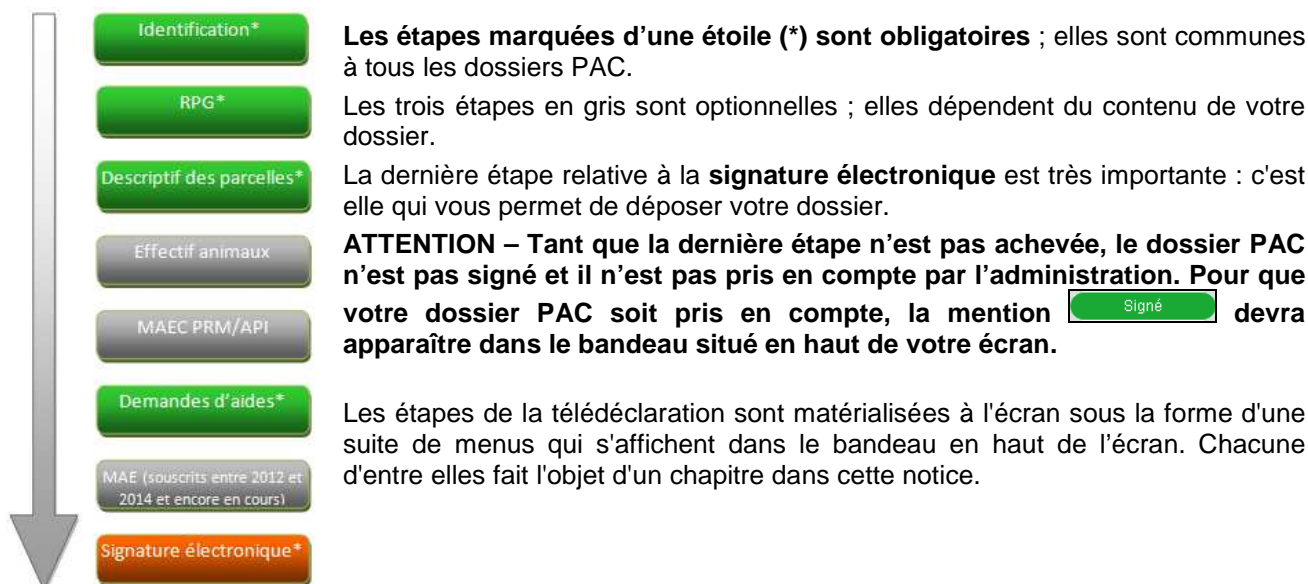 Identification*
RPG*
Descriptif des parcelles*
Effectif animaux
MAEC PRM/API
Demandes d'aides*
MAE (souscrits entre 2012 et
2014 et encore en cours)
Signature électronique*
Les étapes marquées d’une étoile (*) sont obligatoires ; elles sont communes
à tous les dossiers PAC.
Les trois étapes en gris sont optionnelles ; elles dépendent du contenu de votre
dossier.
La dernière étape relative à la signature électronique est très importante : c'est
elle qui vous permet de déposer votre dossier.
ATTENTION – Tant que la dernière étape n’est pas achevée, le dossier PAC
n’est pas signé et il n’est pas pris en compte par l’administration. Pour que
votre dossier PAC soit pris en compte, la mention Signé devra
apparaître dans le bandeau situé en haut de votre écran.
Les étapes de la télédéclaration sont matérialisées à l'écran sous la forme d'une
suite de menus qui s'affichent dans le bandeau en haut de l’écran. Chacune
d'entre elles fait l'objet d'un chapitre dans cette notice.